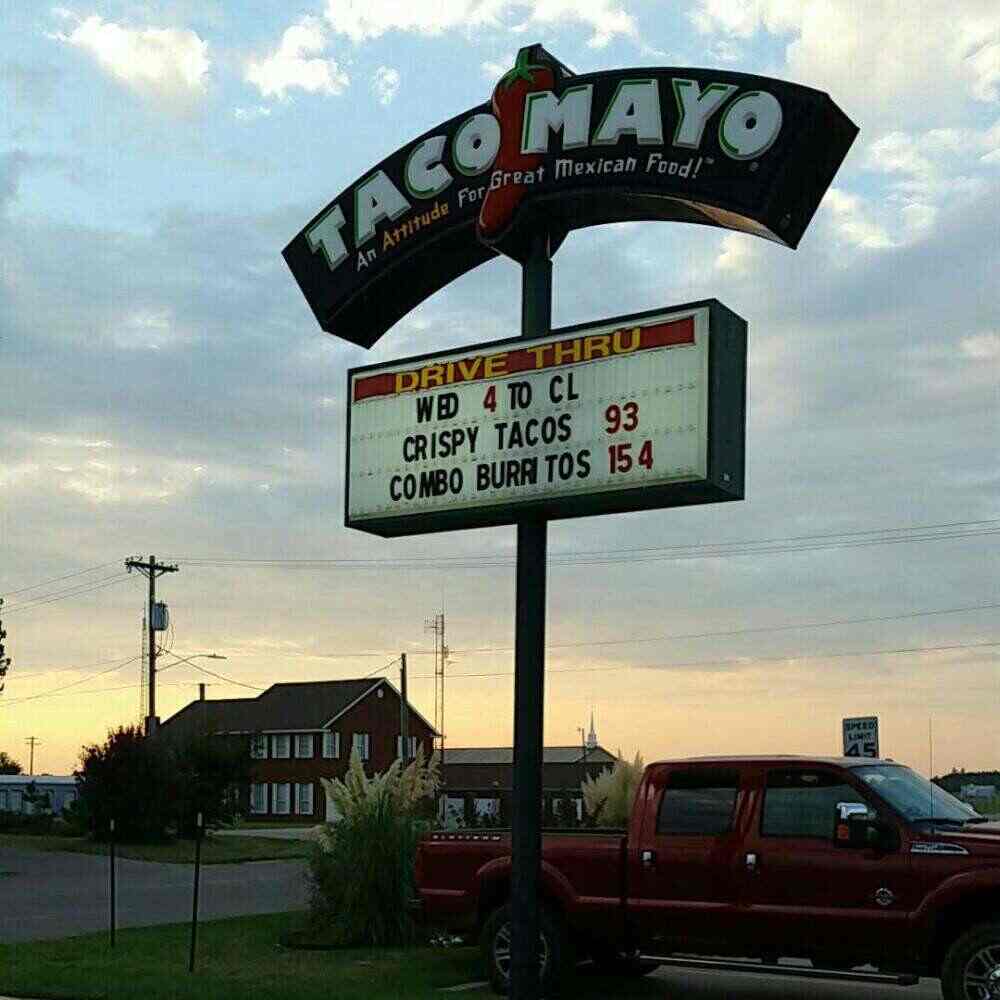 TACO MAYO
An Attitude For Great Mexican Food!™
DRIVE THRU
WED 4 TO CL
CRISPY TACOS 93
COMBO BURRITOS 154
SPEED
LIMIT
45